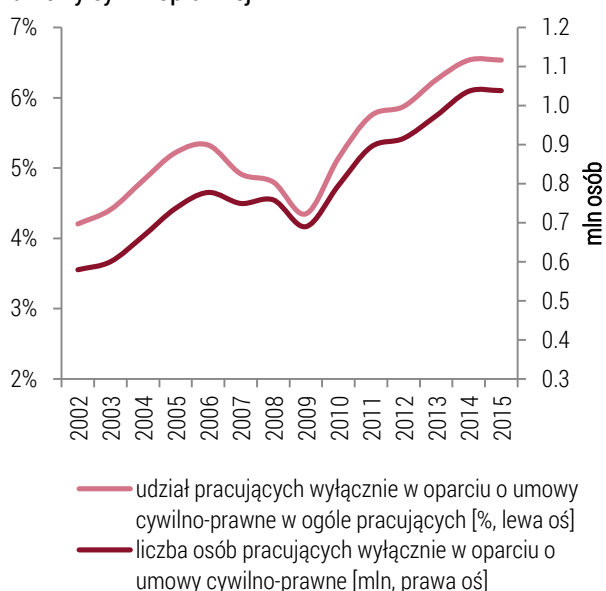 7%
6%
5%
4%
3%
2%
1.2
1.1
1.0
0.9
0.8
0.7
0.6
0.5
0.4
0.3
mln osób
2002 2003 2004 2005 2006 2007 2008 2009 2010 2011 2012 2013 2014 2015
udział pracujących wyłącznie w oparciu o umowy
cywilno-prawne w ogóle pracujących [%, lewa oś]
liczba osób pracujących wyłącznie w oparciu o
umowy cywilno-prawne [mln, prawa oś]